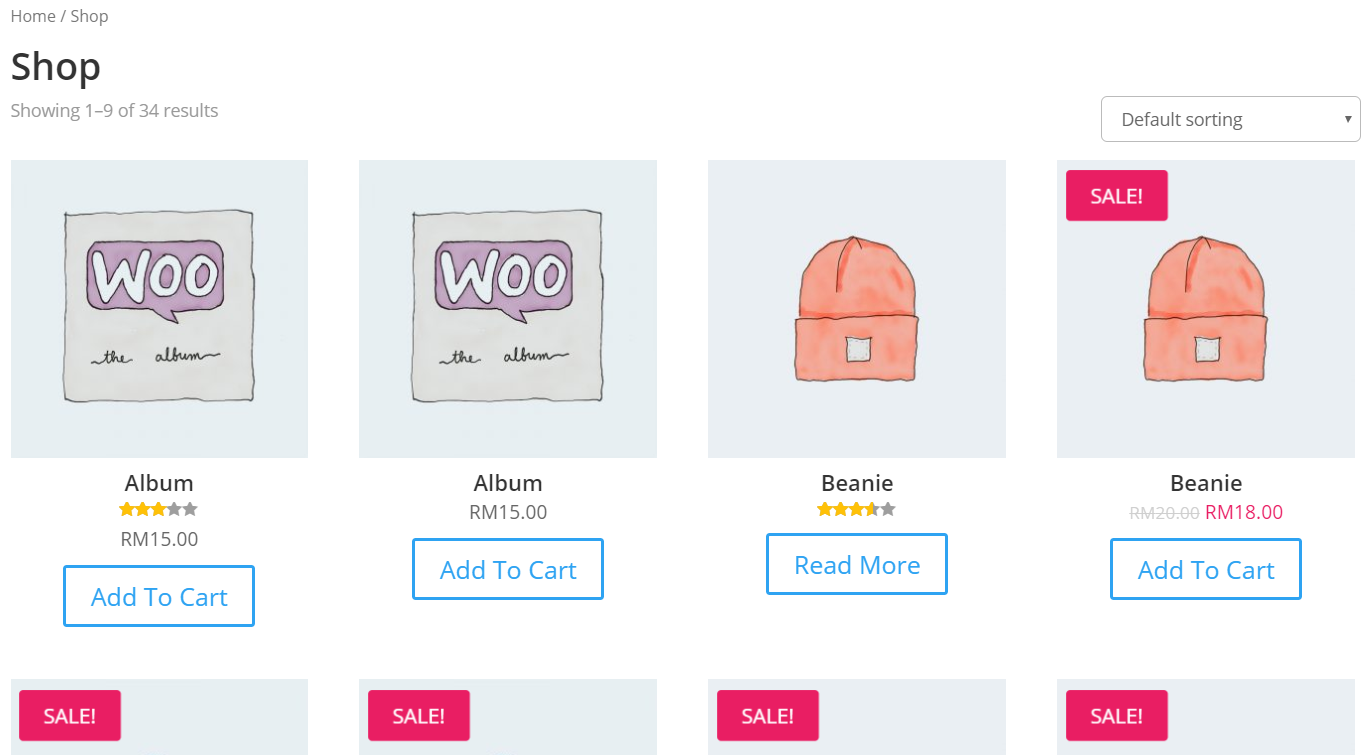 Home / Shop
Shop
Showing 1–9 of 34 results
Default sorting
WOO
the album
Album
RM15.00
Add To Cart
WOO
the album
Album
RM15.00
Add To Cart
Beanie
Read More
SALE!
Beanie
RM20.00 RM18.00
Add To Cart
SALE!
SALE!
SALE!
SALE!